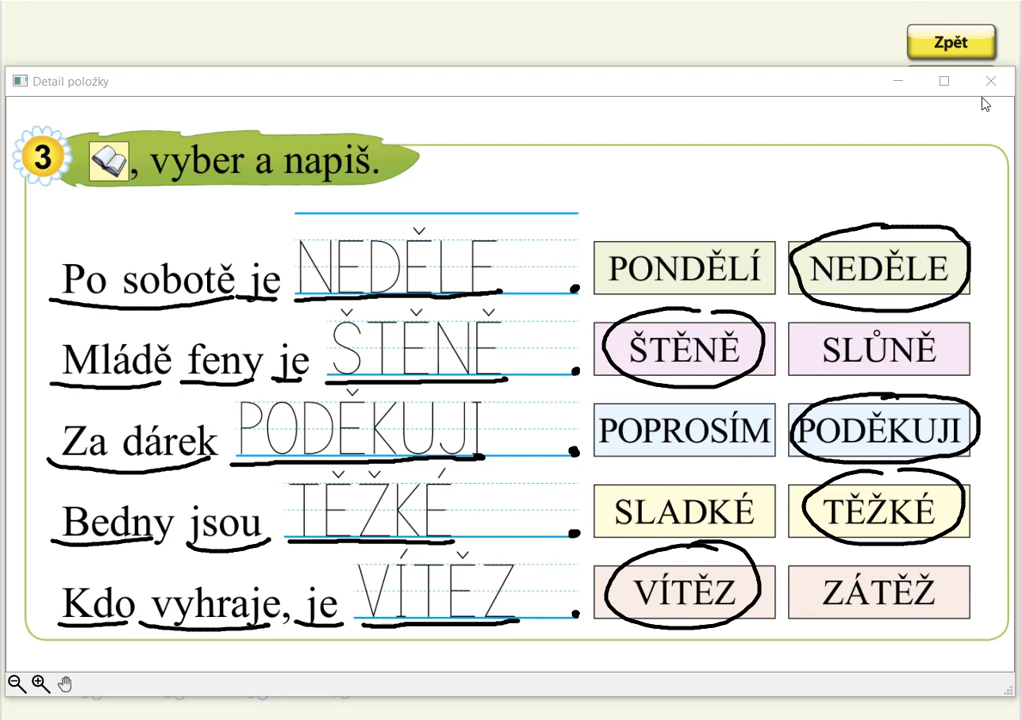 Zpět
Detail položky
3 , vyber a napiš.
Po sobotě je NEDĚLE . PONDĚLÍ NEDĚLE
Mládě feny je ŠTĚNĚ . ŠTĚNĚ SLŮNĚ
Za dárek PODĚKUJI . POPROSÍM PODĚKUJI
Bedny jsou TĚŽKÉ . SLADKÉ TĚŽKÉ
Kdo vyhraje, je VÍTĚZ . VÍTĚZ ZÁTĚŽ